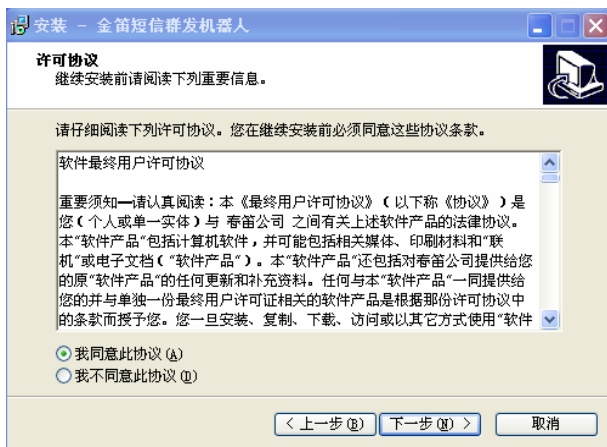 安装 - 金笛短信群发机器人
许可协议
继续安装前请阅读下列重要信息。
请仔细阅读下列许可协议。您在继续安装前必须同意这些协议条款。
软件最终用户许可协议
重要须知—请认真阅读：本《最终用户许可协议》（以下称《协议》）是
您（个人或单一实体）与 春笛公司 之间有关上述软件产品的法律协议。
本“软件产品”包括计算机软件，并可能包括相关媒体、印刷材料和“联
机”或电子文档（“软件产品”）。本“软件产品”还包括对春笛公司提供给您
的原“软件产品”的任何更新和补充资料。任何与本“软件产品”一同提供给
您的并与单独一份最终用户许可证相关的软件产品是根据那份许可协议中
的条款而授予您。您一旦安装、复制、下载、访问或以其它方式使用“软件
我同意此协议(A)
我不同意此协议(D)
< 上一步(B) 下一步(N) > 取消